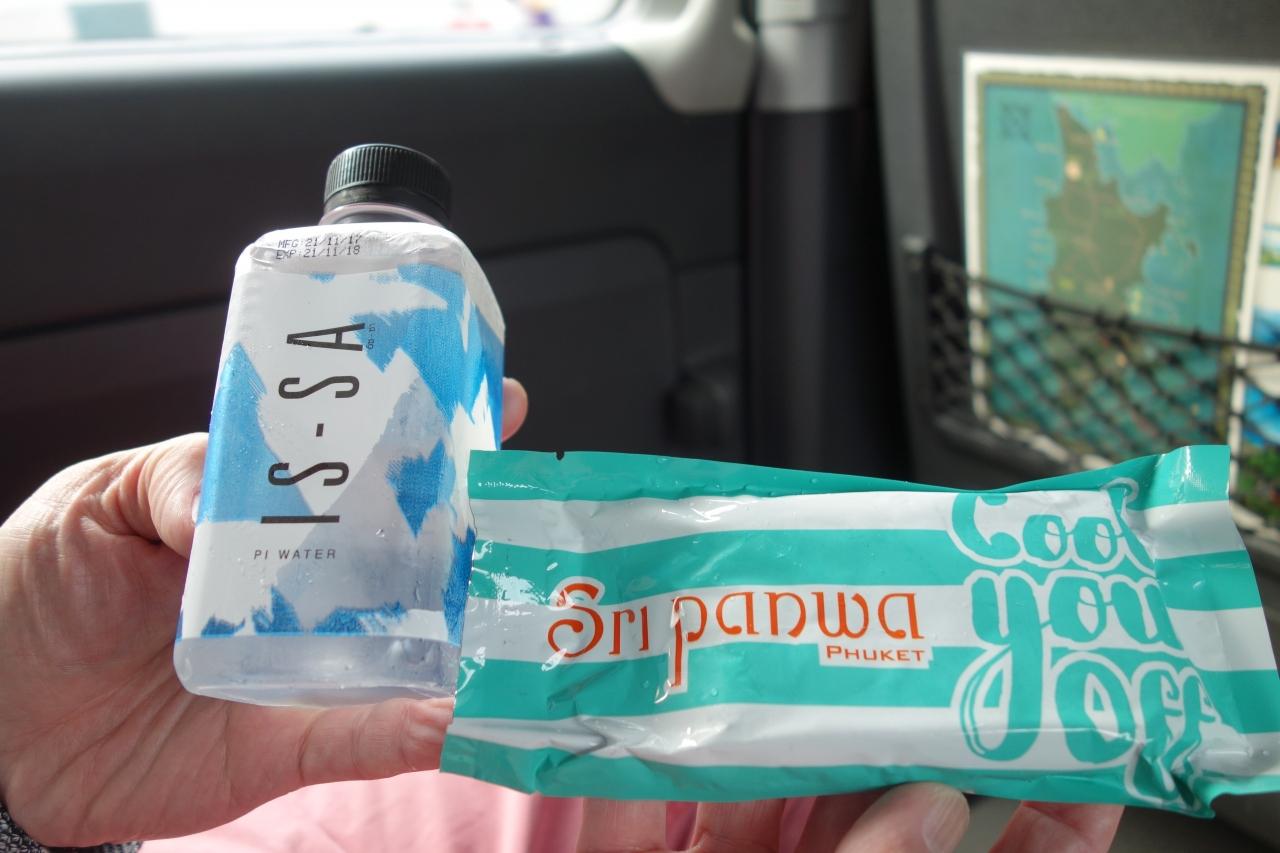 MFG 21/11/17
EXP 21/11/18
IS-SA
PI WATER
Sri panwa
PHUKET
Cool
you
Off